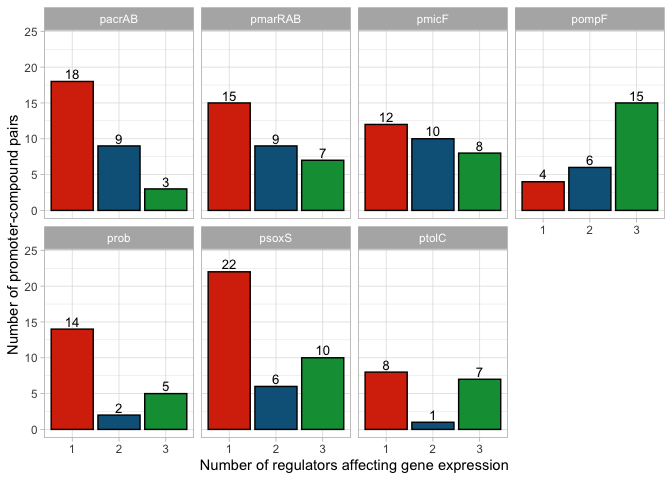 pacrAB pmarRAB pmicF pompF
25
20
15
10
5
0
18 9 3
15 9 7
12 10 8
4 6 15
1 2 3
prob psoxS ptolC
25
20
15
10
5
0
14 2 5
22 6 10
8 1 7
1 2 3 1 2 3 1 2 3
Number of regulators affecting gene expression
Number of promoter-compound pairs